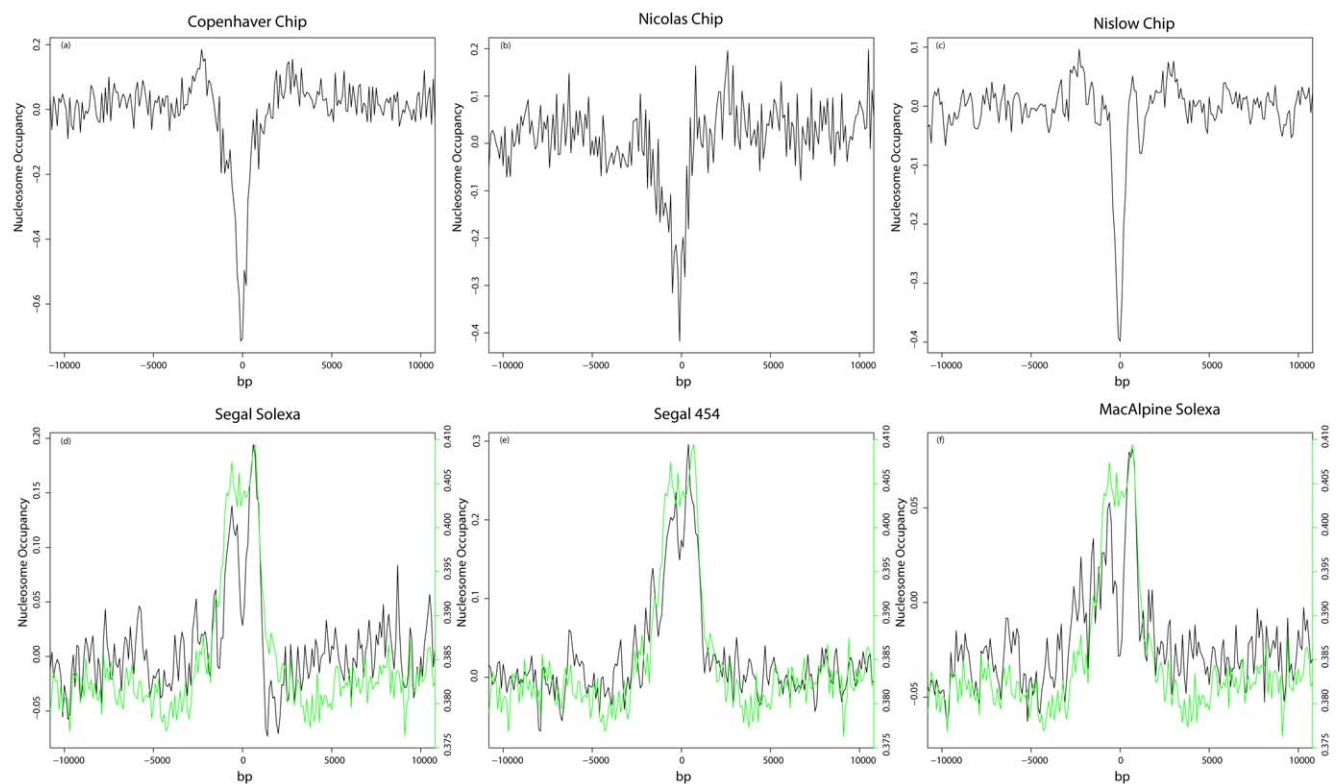 Copenhaver Chip
(a)
Nucleosome Occupancy
0.2
0.0
−0.2
−0.4
−0.6
−10000 −5000 0 5000 10000
bp
Nicolas Chip
(b)
Nucleosome Occupancy
0.2
0.1
0.0
−0.1
−0.2
−0.3
−0.4
−10000 −5000 0 5000 10000
bp
Nislow Chip
(c)
Nucleosome Occupancy
0.1
0.0
−0.1
−0.2
−0.3
−0.4
−10000 −5000 0 5000 10000
bp
Segal Solexa
(d)
Nucleosome Occupancy
0.20
0.15
0.10
0.05
0.00
−0.05
0.410
0.405
0.400
0.395
0.390
0.385
0.380
0.375
−10000 −5000 0 5000 10000
bp
Segal 454
(e)
Nucleosome Occupancy
0.3
0.2
0.1
0.0
0.410
0.405
0.400
0.395
0.390
0.385
0.380
0.375
−10000 −5000 0 5000 10000
bp
MacAlpine Solexa
(f)
Nucleosome Occupancy
0.05
0.00
−0.05
0.410
0.405
0.400
0.395
0.390
0.385
0.380
0.375
−10000 −5000 0 5000 10000
bp